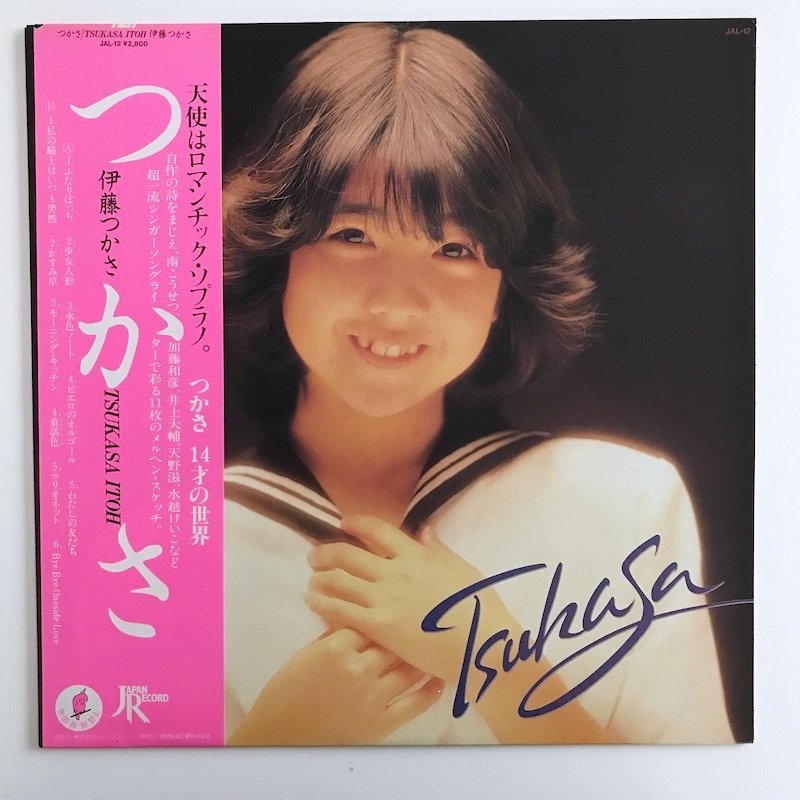 つかさ/TSUKASA ITOH 伊藤つかさ
JAL-12 ¥2,800
JAL-12
天使はロマンチック・ソプラノ。
つかさ 14才の世界
自作の詩をまじえ、南こうせつ、加藤和彦、井上大輔、天野滋、水越けいこなど
超一流シンガーソングライターで彩る11枚のメルヘン・スケッチ。
つかさ
伊藤つかさ
TSUKASA ITOH
Ⓐ 1.ふたりぼっち 2.少女人形 3.水色ノート 4.ピエロのオルゴール 5.わたしの友だち
Ⓑ 1.私の騎士はいつも突然 2.かすみ草 3.モーニング・キッチン 4.童話色 5.マリオネット 6.Bye Bye Oneside Love
Tsukasa
JAPAN RECORD
JR